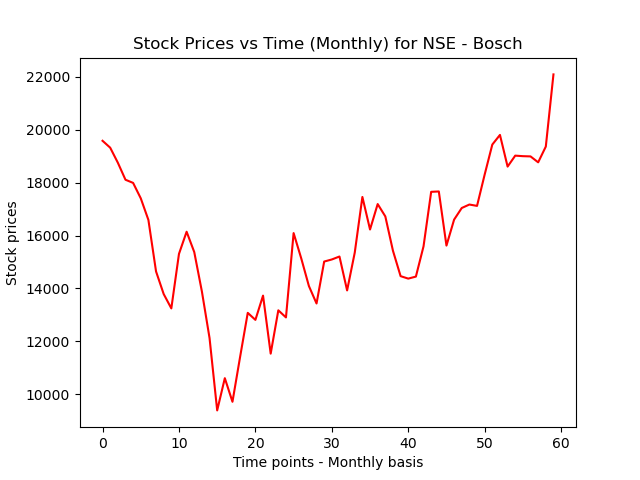 Stock Prices vs Time (Monthly) for NSE - Bosch
22000
20000
18000
16000
14000
12000
10000
Stock prices
0 10 20 30 40 50 60
Time points - Monthly basis